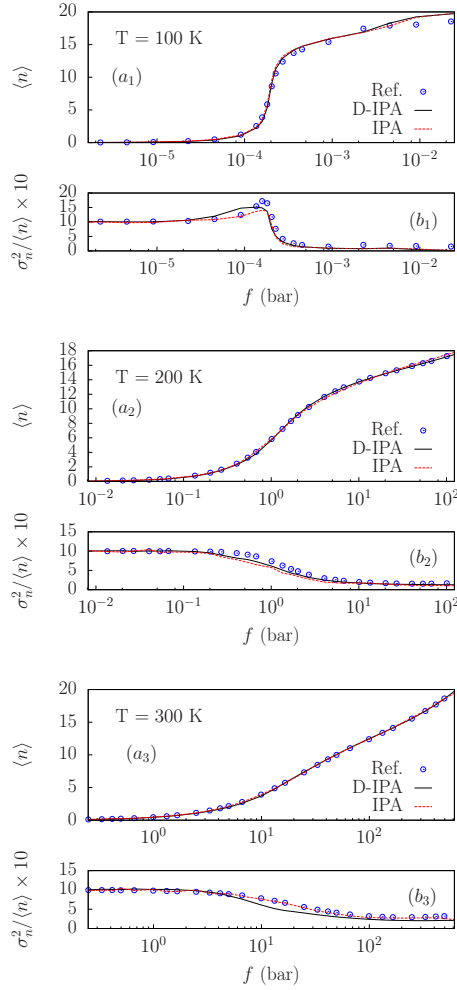 20
15
10
5
0
⟨n⟩
T = 100 K
(a₁)
Ref.
D-IPA
IPA
10⁻⁵ 10⁻⁴ 10⁻³ 10⁻²
20
15
10
5
0
σₙ²/⟨n⟩ × 10
(b₁)
10⁻⁵ 10⁻⁴ 10⁻³ 10⁻²
f (bar)
18
16
14
12
10
8
6
4
2
0
⟨n⟩
T = 200 K
(a₂)
Ref.
D-IPA
IPA
10⁻² 10⁻¹ 10⁰ 10¹ 10²
15
10
5
0
σₙ²/⟨n⟩ × 10
(b₂)
10⁻² 10⁻¹ 10⁰ 10¹ 10²
f (bar)
20
15
10
5
0
⟨n⟩
T = 300 K
(a₃)
Ref.
D-IPA
IPA
10⁰ 10¹ 10²
15
10
5
0
σₙ²/⟨n⟩ × 10
(b₃)
10⁰ 10¹ 10²
f (bar)